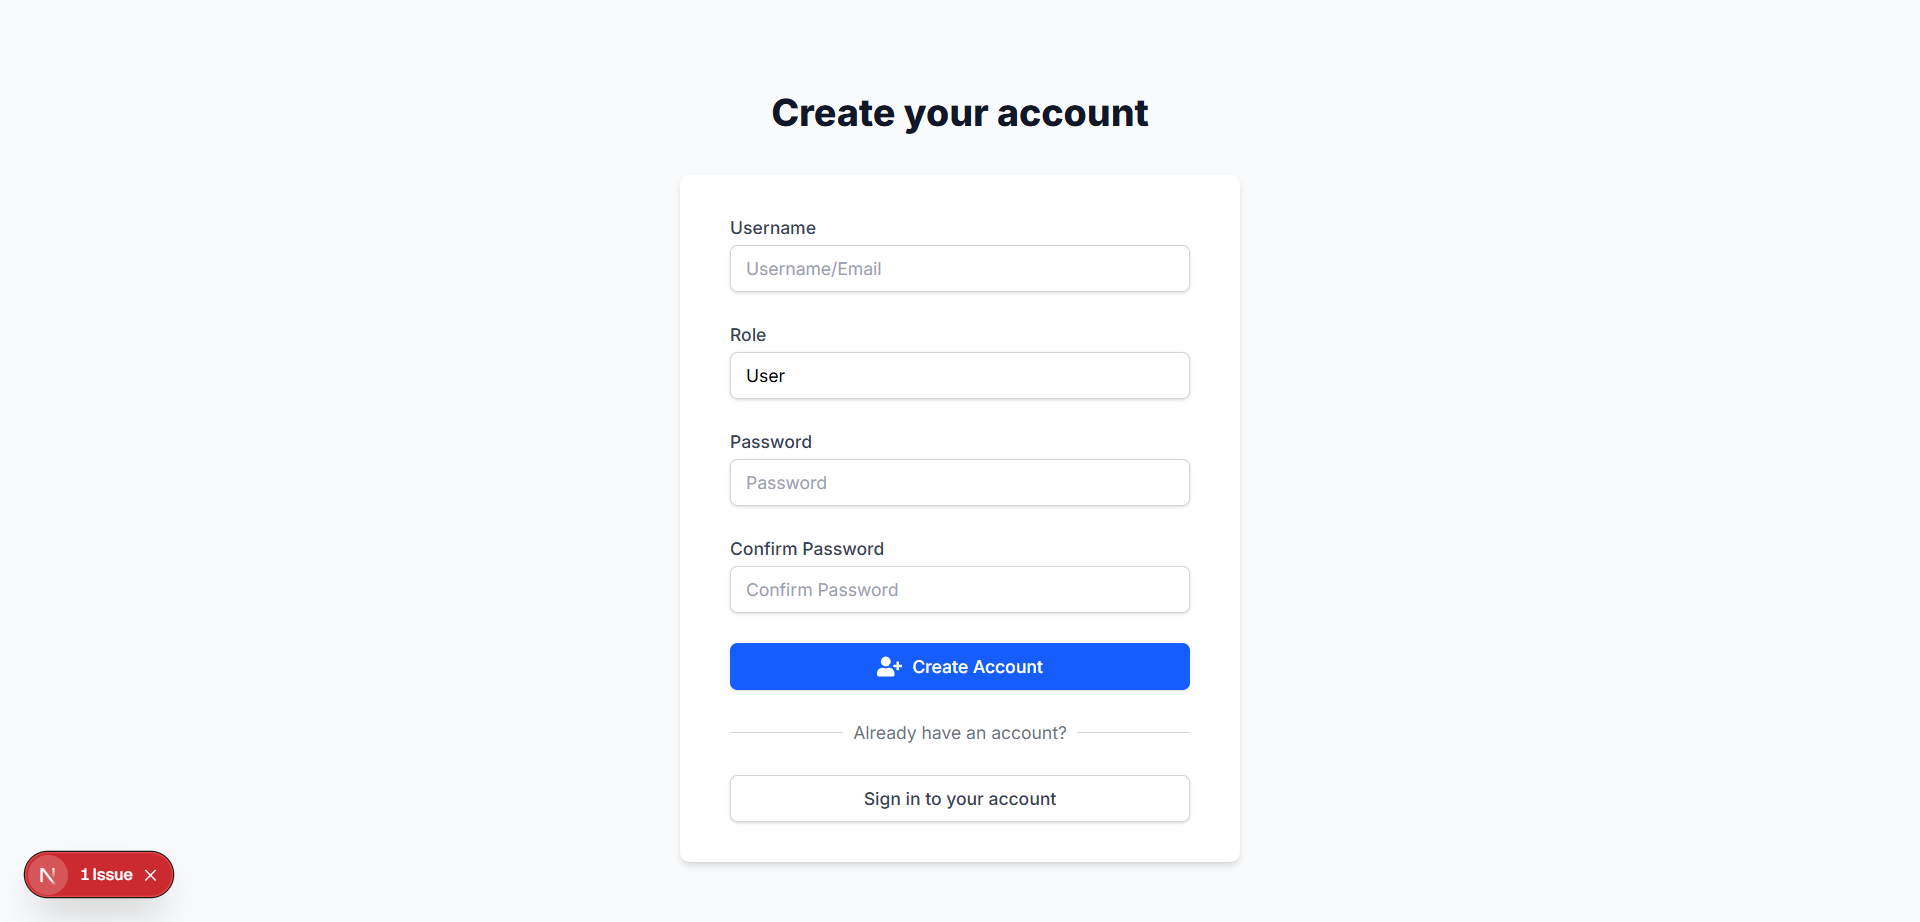 Create your account
Username
Username/Email
Role
User
Password
Password
Confirm Password
Confirm Password
Create Account
Already have an account?
Sign in to your account
N 1 Issue